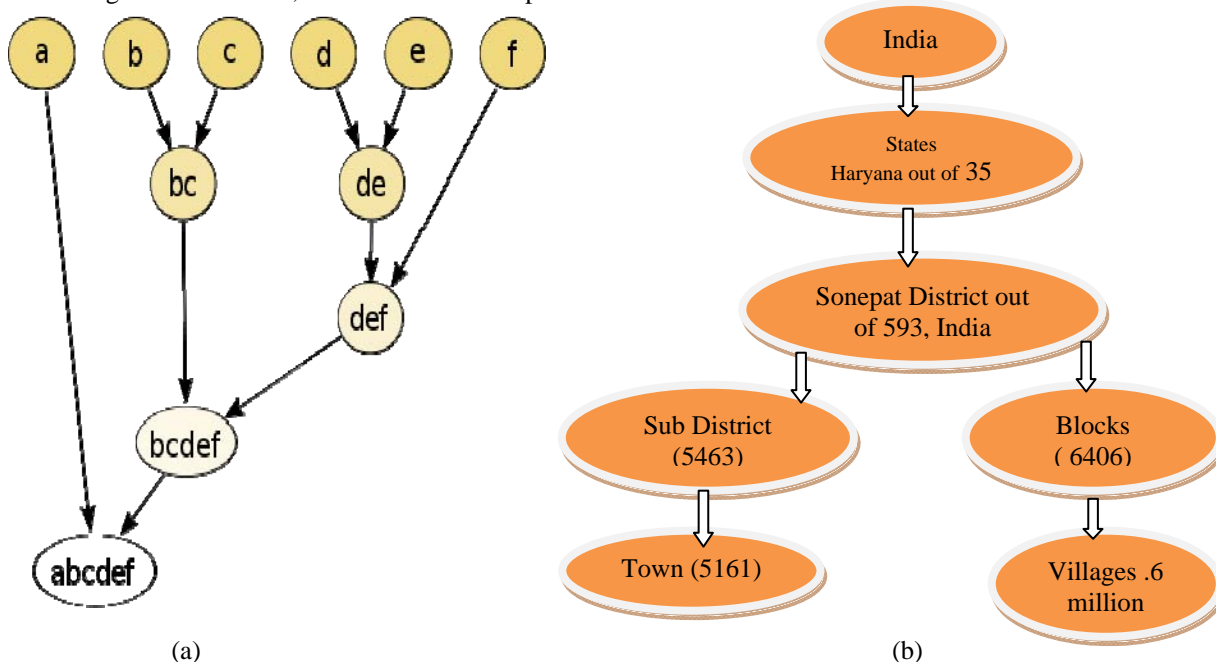 a b c d e f
bc de
def
bcdef
abcdef
(a)
India
States
Haryana out of 35
Sonepat District out
of 593, India
Sub District
(5463)
Blocks
( 6406)
Town (5161)
Villages .6
million
(b)